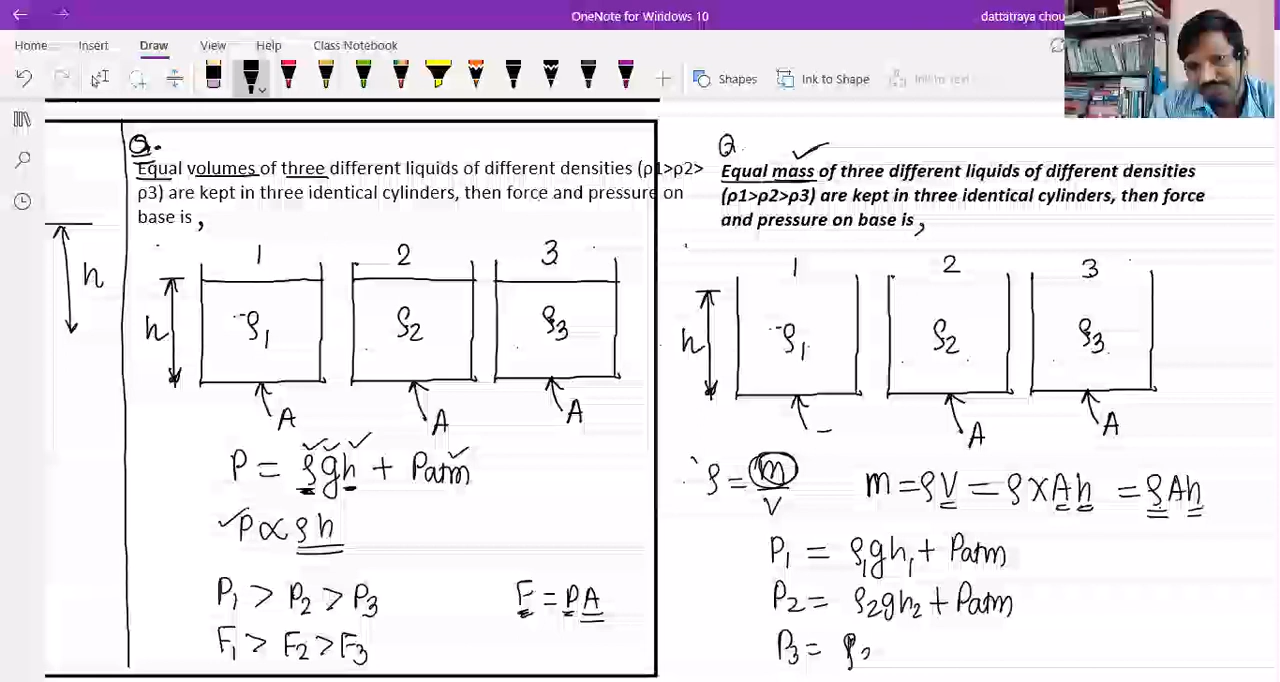 OneNote for Windows 10
dattatraya chou
Home Insert Draw View Help Class Notebook
Shapes Ink to Shape Ink to Text
Q.
Equal volumes of three different liquids of different densities (ρ1>ρ2>
ρ3) are kept in three identical cylinders, then force and pressure on
base is ,
h
1 2 3
h ρ1 ρ2 ρ3
A A A
P = ρgh + Patm
P ∝ ρh
P1 > P2 > P3
F = PA
F1 > F2 > F3
Q.
Equal mass of three different liquids of different densities
(ρ1>ρ2>ρ3) are kept in three identical cylinders, then force
and pressure on base is ,
1 2 3
h ρ1 ρ2 ρ3
A A
ρ = m/V m = ρV = ρ×Ah = ρAh
P1 = ρ1gh1 + Patm
P2 = ρ2gh2 + Patm
P3 =